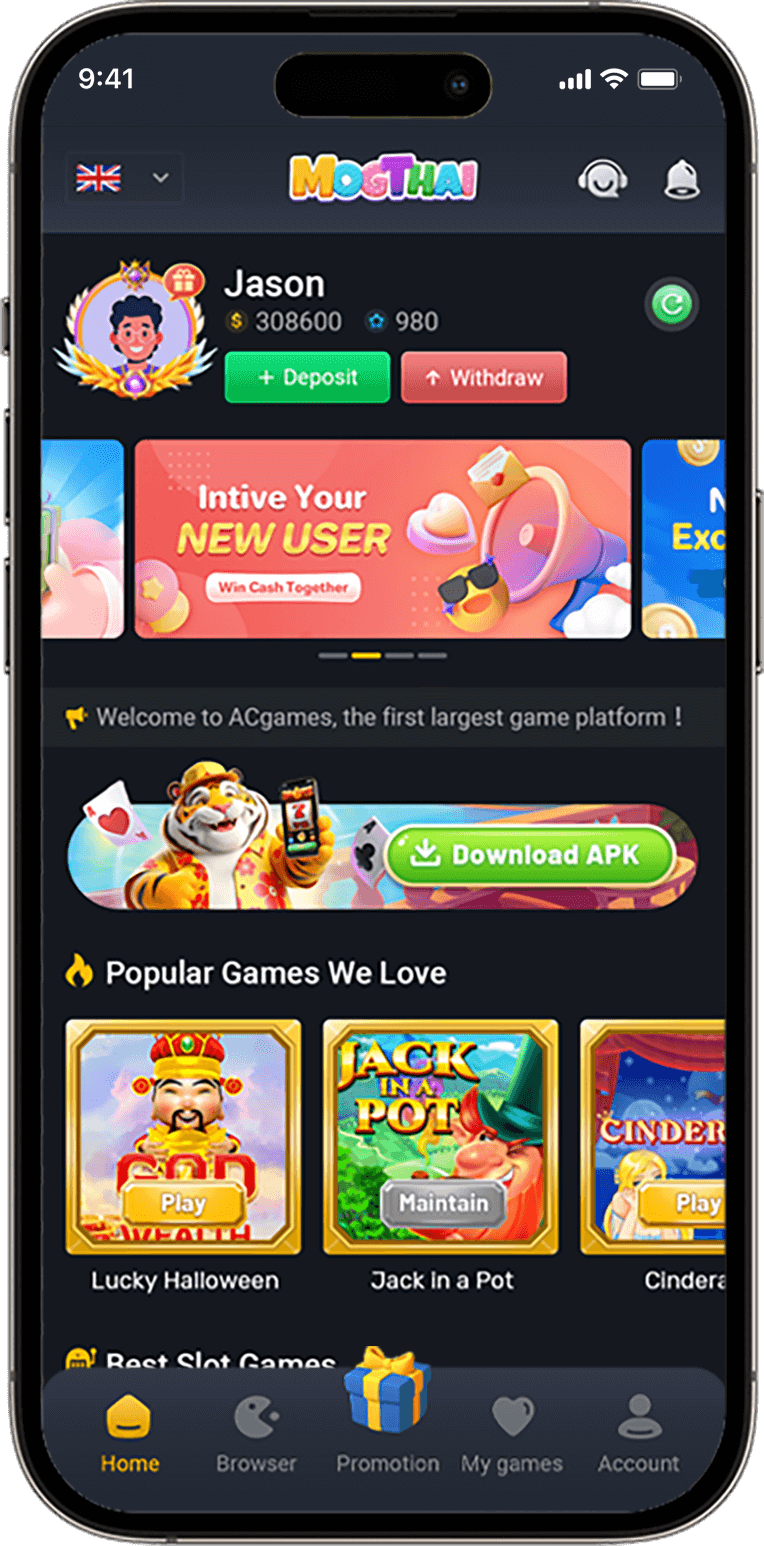 9:41
MOGTHAI
Jason
308600 980
+ Deposit
Withdraw
Intive Your
NEW USER
Win Cash Together
N
Exc
Welcome to ACgames, the first largest game platform !
Download APK
Popular Games We Love
GOD
WEALTH
Play
JACK
IN A
POT
Maintain
CINDER
Play
Lucky Halloween
Jack in a Pot
Cindera
Best Slot Games
Home
Browser
Promotion
My games
Account